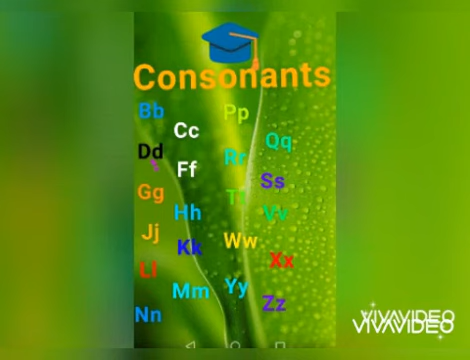 Consonants
Bb
Cc
Dd
Ff
Gg
Hh
Jj
Kk
Ll
Mm
Nn
Pp
Qq
Rr
Ss
Tt
Vv
Ww
Xx
Yy
Zz
VIVAVIDEO
VIVAVIDEO